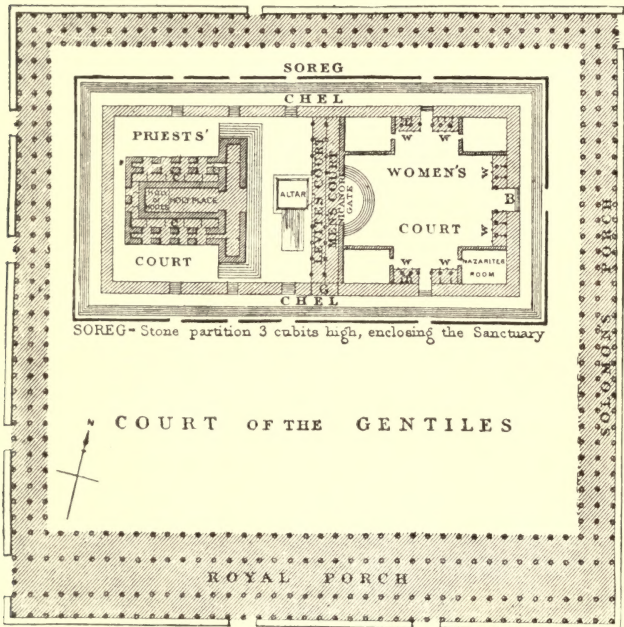 SOREG
CHEL
PRIESTS'
HOLY OF HOLIES
HOLY PLACE
COURT
ALTAR
LEVITES COURT
MENS COURT
NICANOR GATE
W W
WOMEN'S
COURT
W
W
B
W W
NAZARITES ROOM
G
CHEL
SOREG = Stone partition 3 cubits high, enclosing the Sanctuary
SOLOMON'S PORCH
COURT OF THE GENTILES
N
ROYAL PORCH